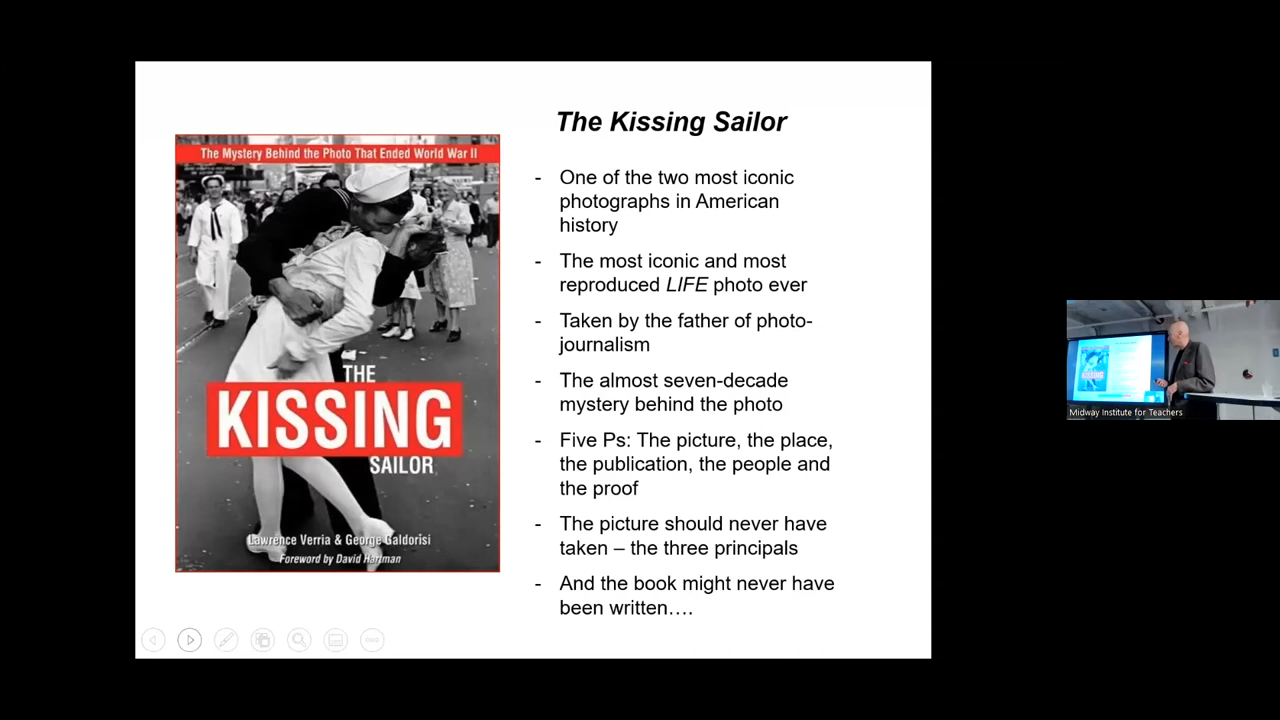 The Kissing Sailor
The Mystery Behind the Photo That Ended World War II
THE
KISSING
SAILOR
Lawrence Verria & George Galdorisi
Foreword by David Hartman
- One of the two most iconic
photographs in American
history
- The most iconic and most
reproduced LIFE photo ever
- Taken by the father of photo-
journalism
- The almost seven-decade
mystery behind the photo
- Five Ps: The picture, the place,
the publication, the people and
the proof
- The picture should never have
taken – the three principals
- And the book might never have
been written….
KISSING
Midway Institute for Teachers